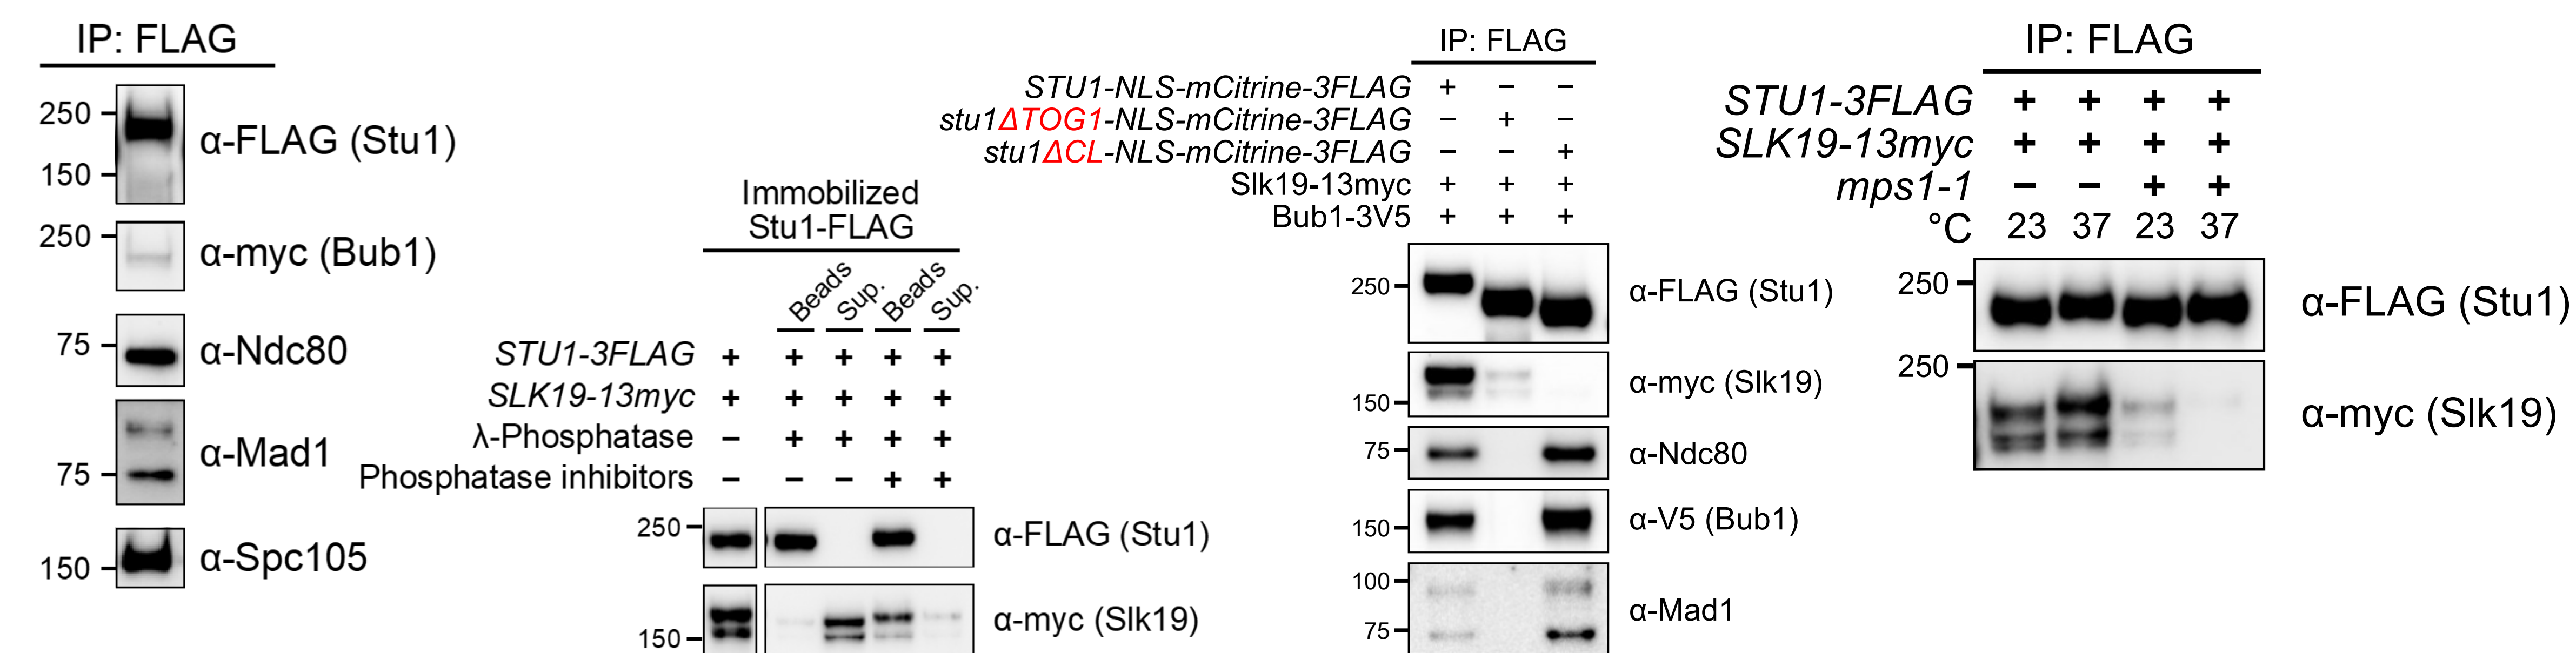 IP: FLAG
250
150
α-FLAG (Stu1)
250
α-myc (Bub1)
75
α-Ndc80
75
α-Mad1
150
α-Spc105
Immobilized
Stu1-FLAG
Beads
Sup.
Beads
Sup.
STU1-3FLAG + + + + +
SLK19-13myc + + + + +
λ-Phosphatase − + + + +
Phosphatase inhibitors − − − + +
250
α-FLAG (Stu1)
150
α-myc (Slk19)
IP: FLAG
STU1-NLS-mCitrine-3FLAG + − −
stu1ΔTOG1-NLS-mCitrine-3FLAG − + −
stu1ΔCL-NLS-mCitrine-3FLAG − − +
Slk19-13myc + + +
Bub1-3V5 + + +
250
α-FLAG (Stu1)
150
α-myc (Slk19)
75
α-Ndc80
150
α-V5 (Bub1)
100
75
α-Mad1
IP: FLAG
STU1-3FLAG + + + +
SLK19-13myc + + + +
mps1-1 − − + +
°C 23 37 23 37
250
α-FLAG (Stu1)
250
α-myc (Slk19)